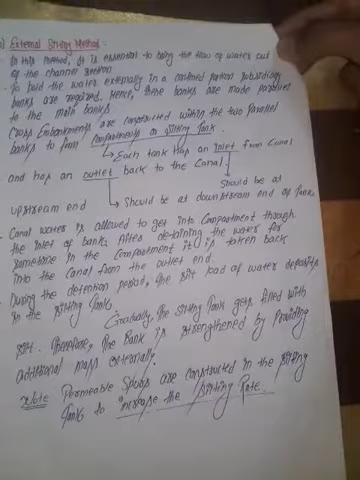 External Silting Method:-
- In this method, It is essential to bring the flow of water out
of the channel section
- To hold the water externally in a confined portion subsidiary
banks are required. Hence, these banks are made parallel
to the main banks
- Cross Embankments are constructed within the two parallel
banks to form Compartments or silting tank.
↳ Each tank has an inlet from Canal
and has an outlet back to the Canal
Should be at
upstream end
↳ Should be at downstream end of tank
- Canal water is allowed to get into Compartment through
the inlet of bank. After detaining the water for
sometime in the Compartment it is taken back
into the Canal from the outlet end.
- During the detention period, the silt load of water deposits
in the silting tank.
Gradually, the silting tank gets filled with
silt. Therefore, the Bank is strengthened by providing
additional mass externally.
Note Permeable Spurs are constructed in the silting
tank to increase the silting Rate.